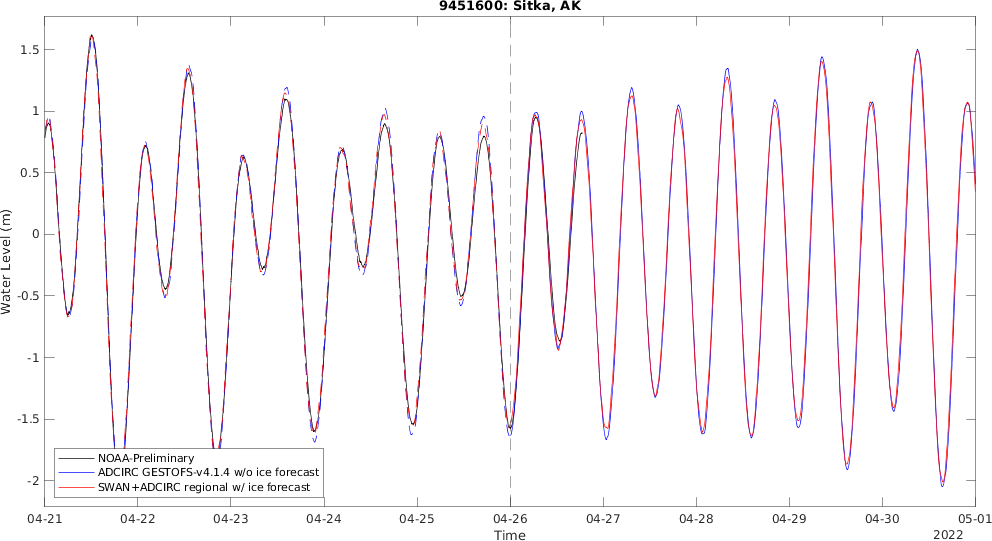 9451600: Sitka, AK
Water Level (m)
1.5
1
0.5
0
-0.5
-1
-1.5
-2
NOAA-Preliminary
ADCIRC GESTOFS-v4.1.4 w/o ice forecast
SWAN+ADCIRC regional w/ ice forecast
04-21 04-22 04-23 04-24 04-25 04-26 04-27 04-28 04-29 04-30 05-01
Time
2022